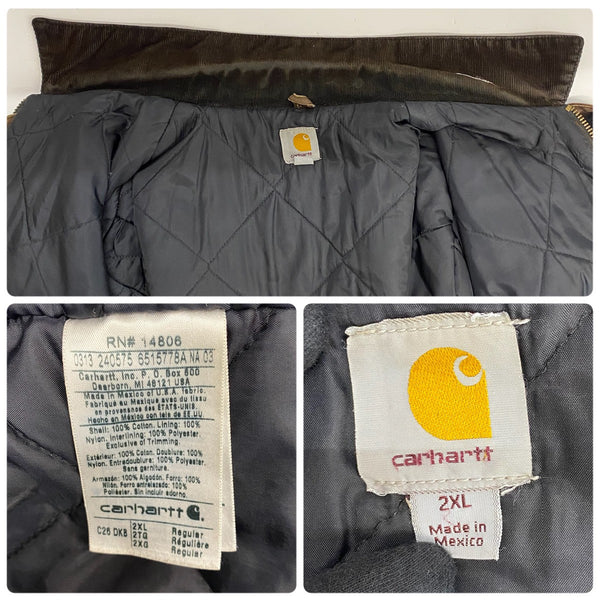 RN# 14806
0313 240575 6515778A NA 03
Carhartt, Inc. P.O. Box 600
Dearborn, MI 48121 USA
Made in Mexico of U.S.A. fabric.
Fabriqué au Mexique avec du tissu
en provenance des ÉTATS-UNIS.
Hecho en México con tela de EE.UU.
Shell: 100% Cotton. Lining: 100%
Nylon. Interlining: 100% Polyester.
Exclusive of Trimming.
Extérieur: 100% Coton. Doublure: 100%
Nylon. Entredoublure: 100% Polyester.
Sans garniture.
Armazón: 100% Algodón. Forro: 100%
Nilón. Forro entrelazado: 100%
Poliéster. Sin incluir adorno.
carhartt
C26 DKB 2XL Regular
2TG Régulière
2XG Regular
carhartt
2XL
Made in
Mexico